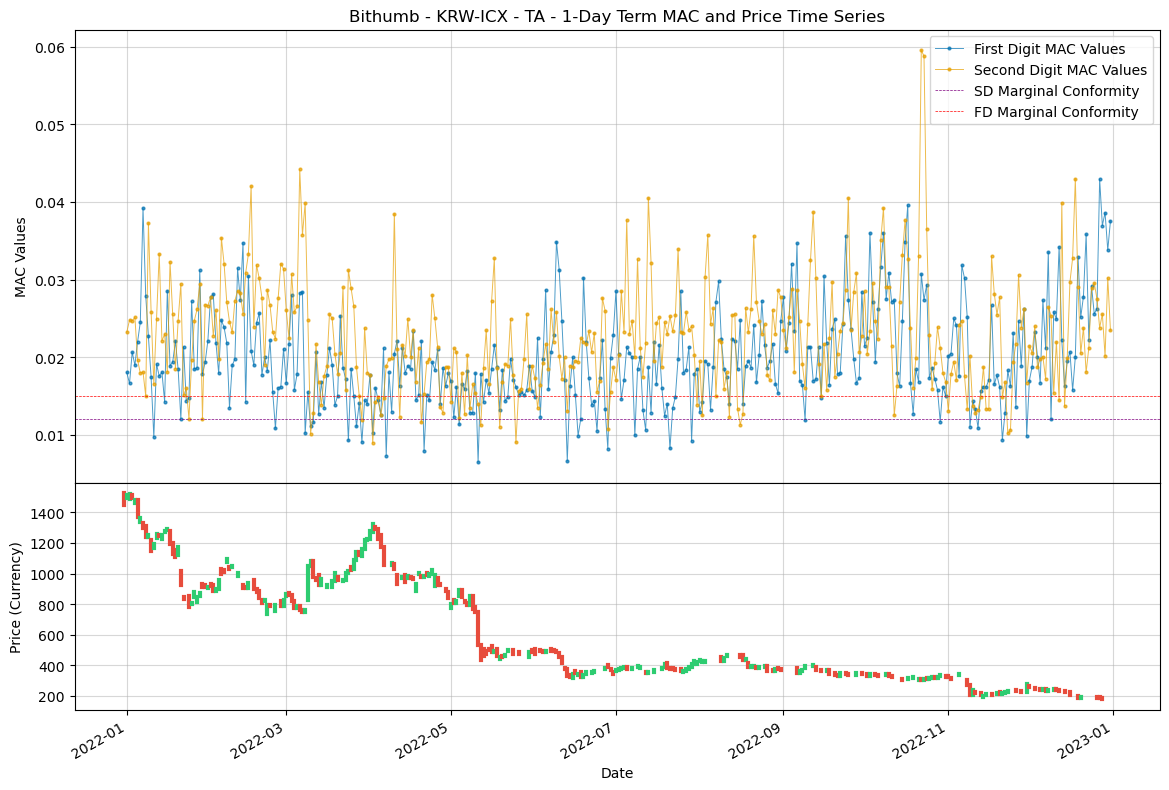 Bithumb - KRW-ICX - TA - 1-Day Term MAC and Price Time Series
First Digit MAC Values
Second Digit MAC Values
SD Marginal Conformity
FD Marginal Conformity
MAC Values
0.06
0.05
0.04
0.03
0.02
0.01
Price (Currency)
1400
1200
1000
800
600
400
200
2022-01
2022-03
2022-05
2022-07
2022-09
2022-11
2023-01
Date